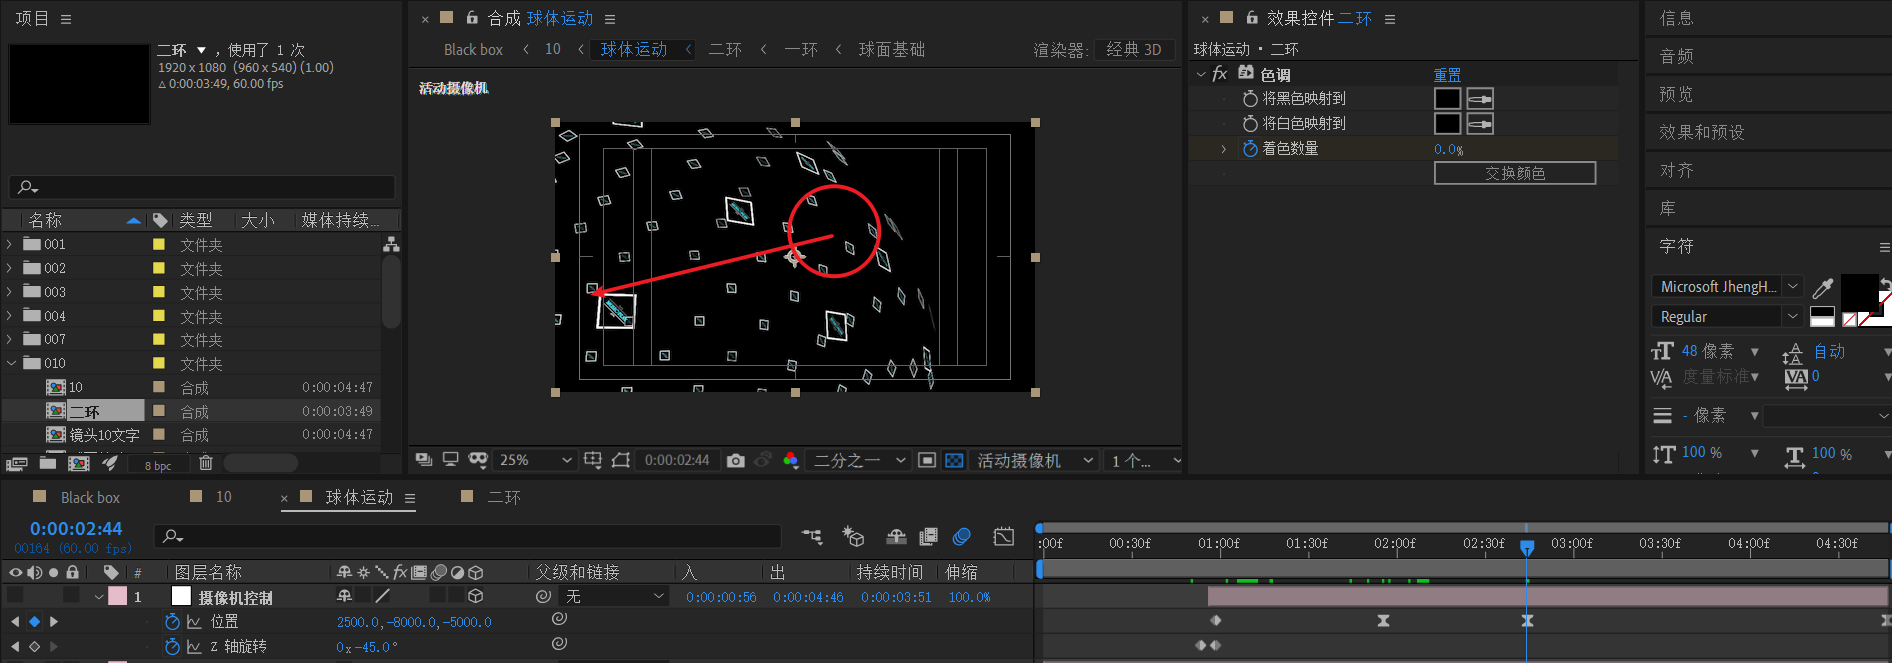 项目
二环 ▼ ，使用了 1 次
1920 x 1080 (960 x 540) (1.00)
Δ 0:00:03:49, 60.00 fps
名称 类型 大小 媒体持续...
001 文件夹
002 文件夹
003 文件夹
004 文件夹
007 文件夹
010 文件夹
10 合成 0:00:04:47
二环 合成 0:00:03:49
镜头10文字 合成 0:00:04:47
8 bpc
× 合成 球体运动
Black box 10 球体运动 二环 一环 球面基础
渲染器: 经典 3D
活动摄像机
25% 0:00:02:44 二分之一 活动摄像机 1 个...
× 效果控件 二环
球体运动 · 二环
fx 色调 重置
将黑色映射到
将白色映射到
着色数量 0.0%
交换颜色
信息
音频
预览
效果和预设
对齐
库
字符
Microsoft JhengH...
Regular
48 像素 自动
度量标准 0
- 像素
100 % 100 %
Black box 10 × 球体运动 二环
0:00:02:44
00164 (60.00 fps)
:00f 00:30f 01:00f 01:30f 02:00f 02:30f 03:00f 03:30f 04:00f 04:30f
# 图层名称 fx 父级和链接 入 出 持续时间 伸缩
1 摄像机控制 无 0:00:00:56 0:00:04:46 0:00:03:51 100.0%
位置 2500.0,-8000.0,-5000.0
Z 轴旋转 0x-45.0°